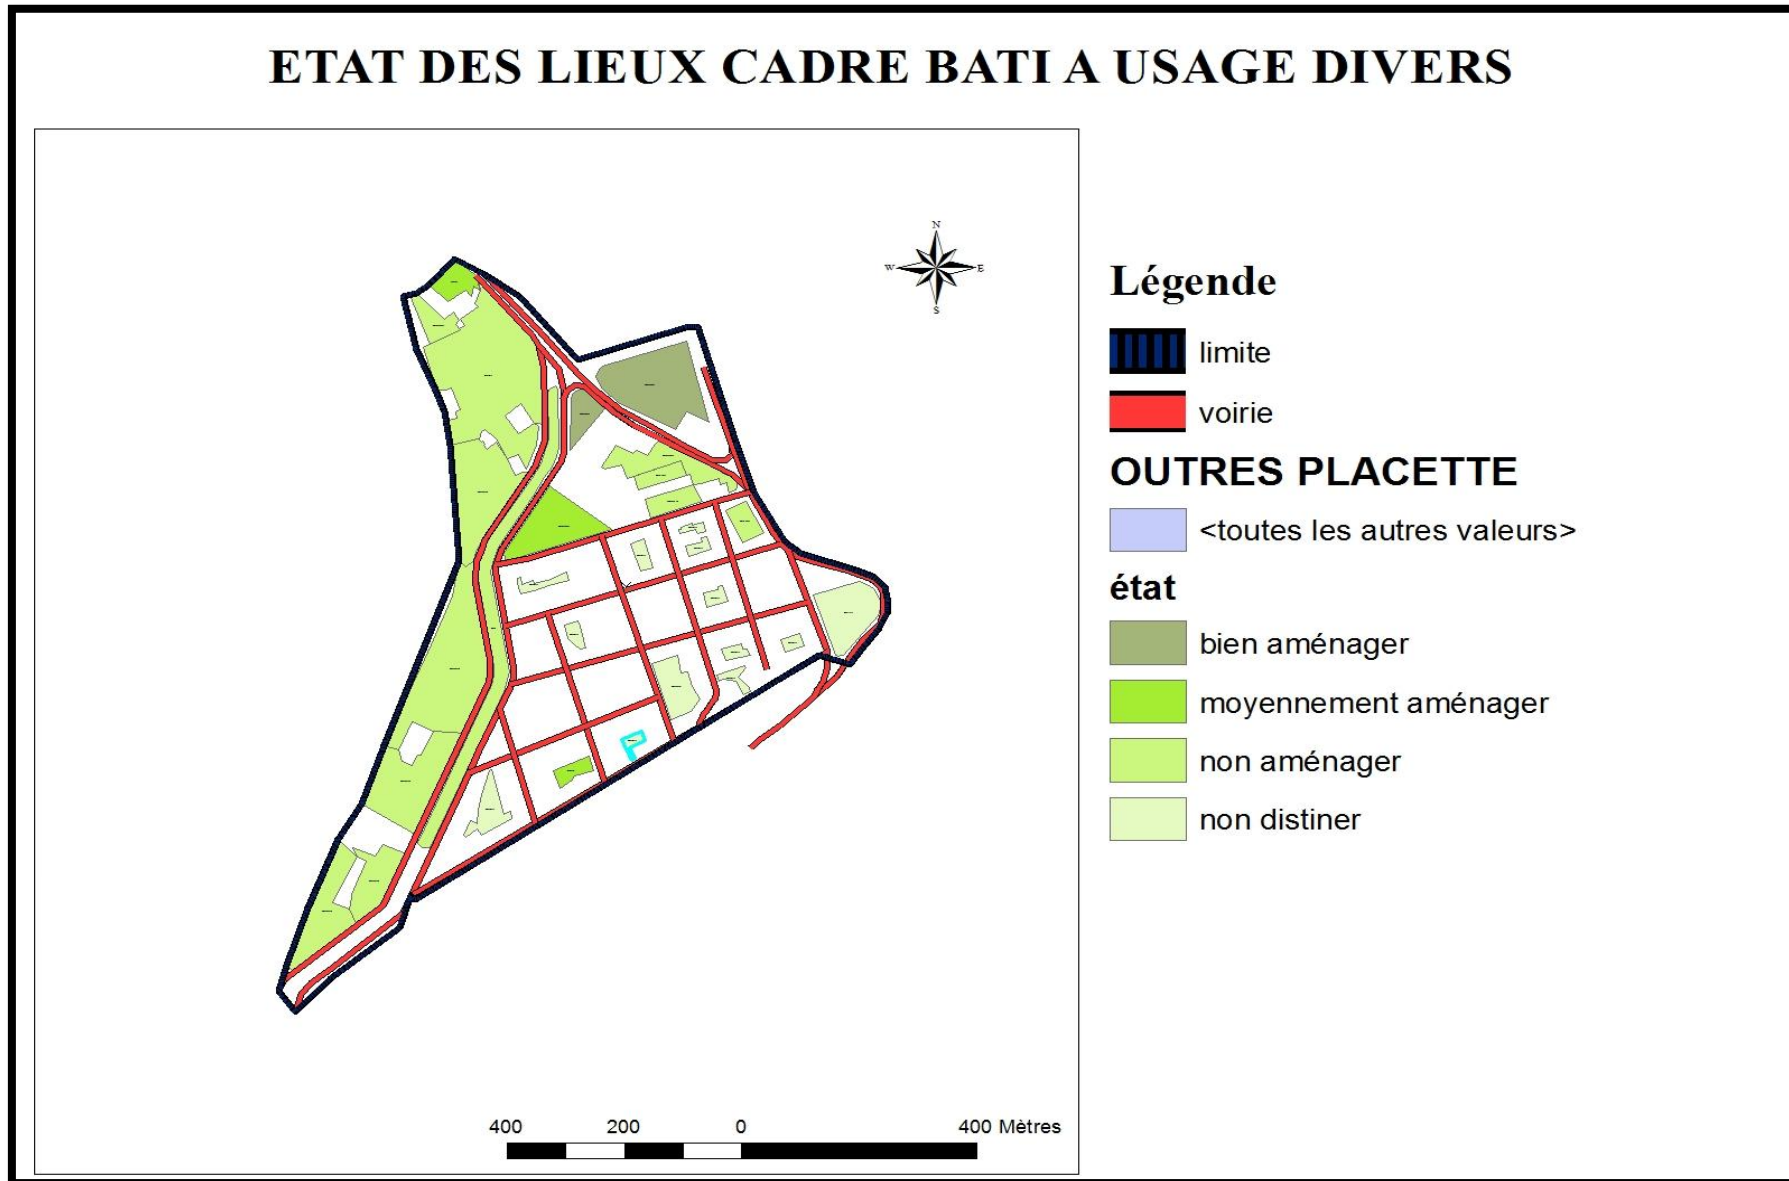 ETAT DES LIEUX CADRE BATI A USAGE DIVERS
N
W
E
S
Légende
limite
voirie
OUTRES PLACETTE
<toutes les autres valeurs>
état
bien aménager
moyennement aménager
non aménager
non distiner
400 200 0 400 Mètres